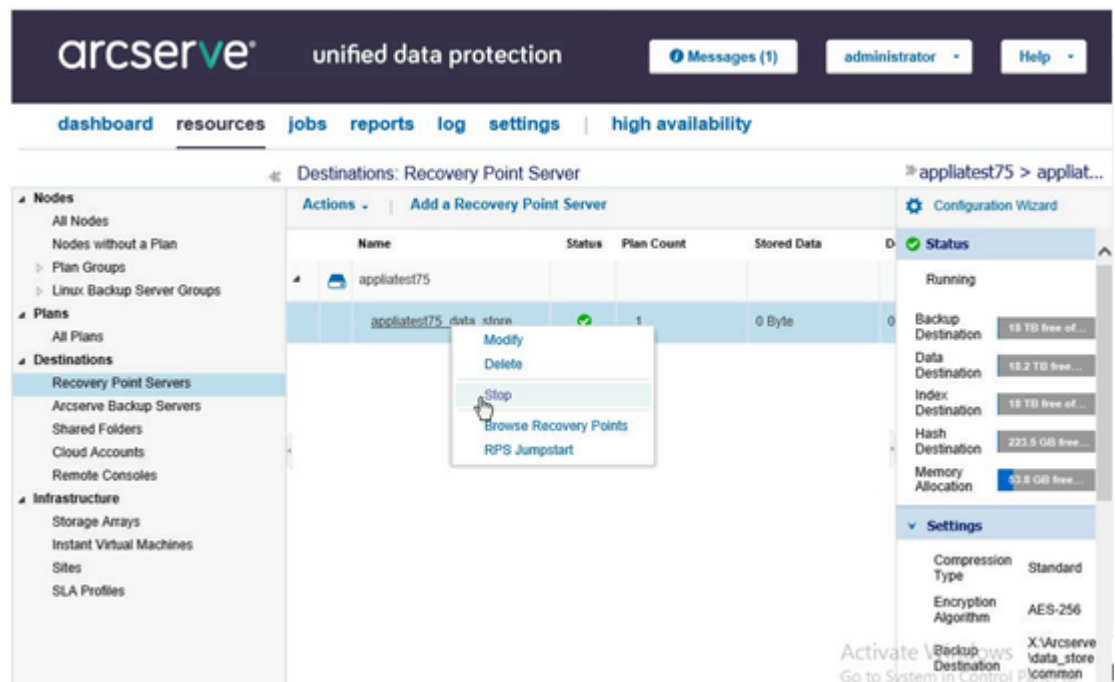 arcserve® unified data protection
Messages (1)
administrator
Help
dashboard resources jobs reports log settings | high availability
Destinations: Recovery Point Server
appliatest75 > appliat...
Nodes
All Nodes
Nodes without a Plan
Plan Groups
Linux Backup Server Groups
Plans
All Plans
Destinations
Recovery Point Servers
Arcserve Backup Servers
Shared Folders
Cloud Accounts
Remote Consoles
Infrastructure
Storage Arrays
Instant Virtual Machines
Sites
SLA Profiles
Actions | Add a Recovery Point Server
Name Status Plan Count Stored Data D
appliatest75
appliatest75_data_store 1 0 Byte 0
Modify
Delete
Stop
Browse Recovery Points
RPS Jumpstart
Configuration Wizard
Status
Running
Backup Destination 18 TB free of...
Data Destination 18.2 TB free...
Index Destination 18 TB free of...
Hash Destination 223.5 GB free...
Memory Allocation 53.8 GB free...
Settings
Compression Type Standard
Encryption Algorithm AES-256
Backup Destination X:\Arcserve\data_store\common
Activate Windows
Go to System in Control